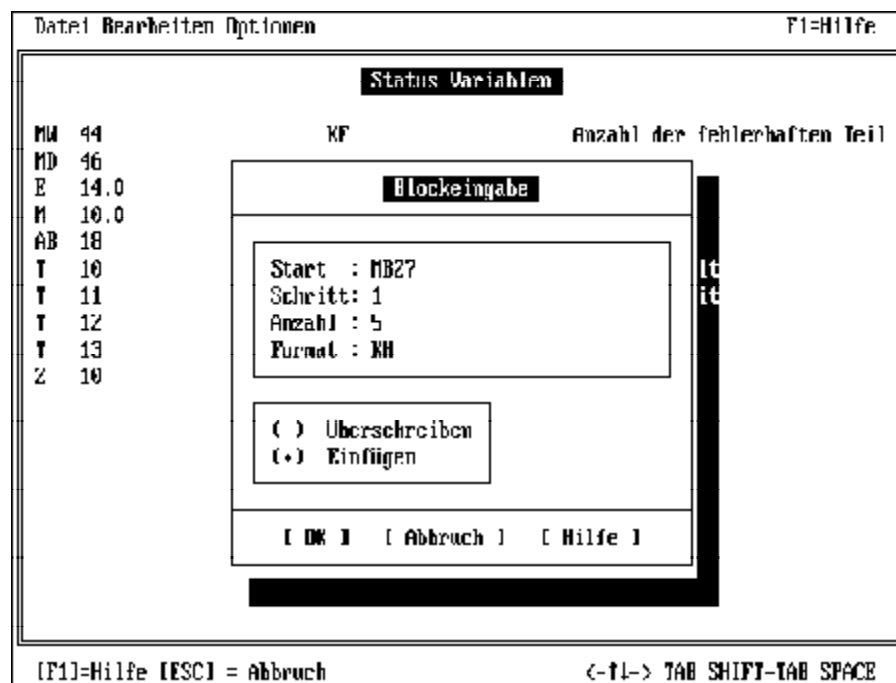 Datei Bearbeiten Optionen F1=Hilfe
Status Variablen
MW 44 KF Anzahl der fehlerhaften Teil
MD 46
E 14.0
M 10.0
AB 18
T 10
T 11
T 12
T 13
Z 10
lt
it
Blockeingabe
Start : MB27
Schritt: 1
Anzahl : 5
Format : KH
( ) Überschreiben
(•) Einfügen
[ OK ] [ Abbruch ] [ Hilfe ]
[F1]=Hilfe [ESC] = Abbruch <-↑↓-> TAB SHIFT-TAB SPACE